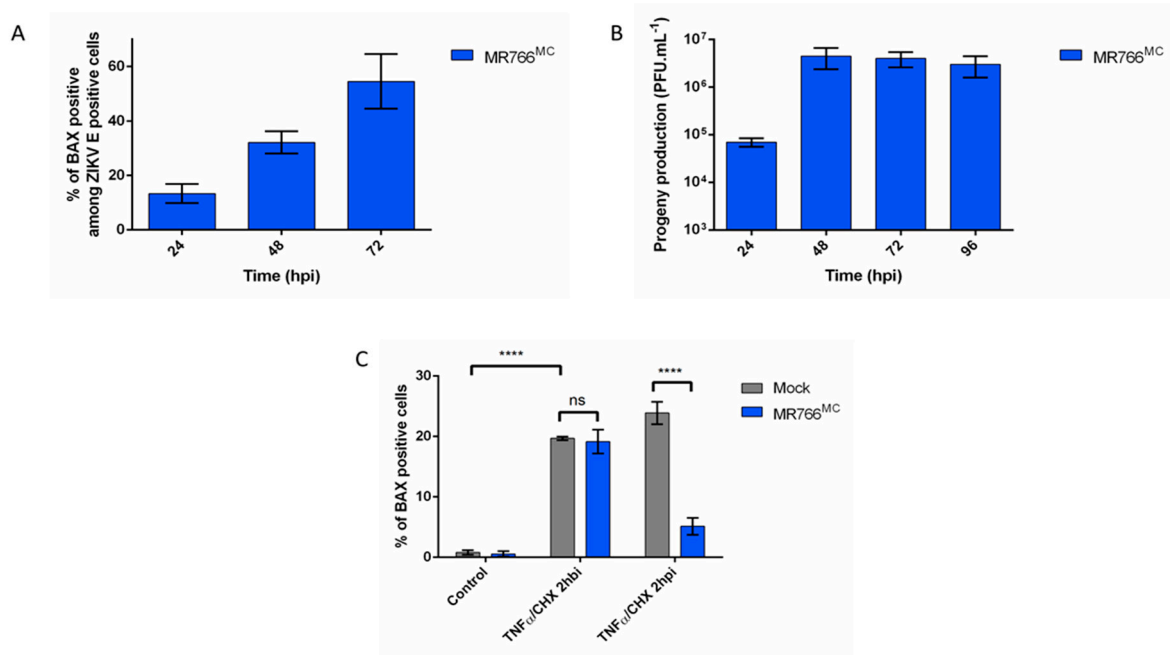 A
% of BAX positive
among ZIKV E positive cells
60
40
20
0
24
48
72
Time (hpi)
MR766MC
B
Progeny production (PFU.mL-1)
10⁷
10⁶
10⁵
10⁴
10³
24
48
72
96
Time (hpi)
MR766MC
C
% of BAX positive cells
30
20
10
0
****
ns
****
Control
TNFα/CHX 2hbi
TNFα/CHX 2hpi
Mock
MR766MC